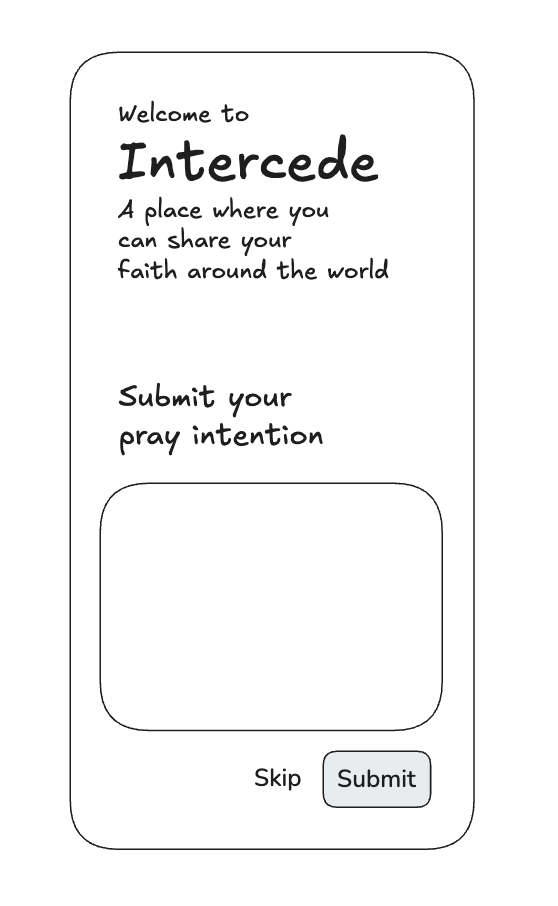 Welcome to
Intercede
A place where you
can share your
faith around the world
Submit your
pray intention
Skip
Submit